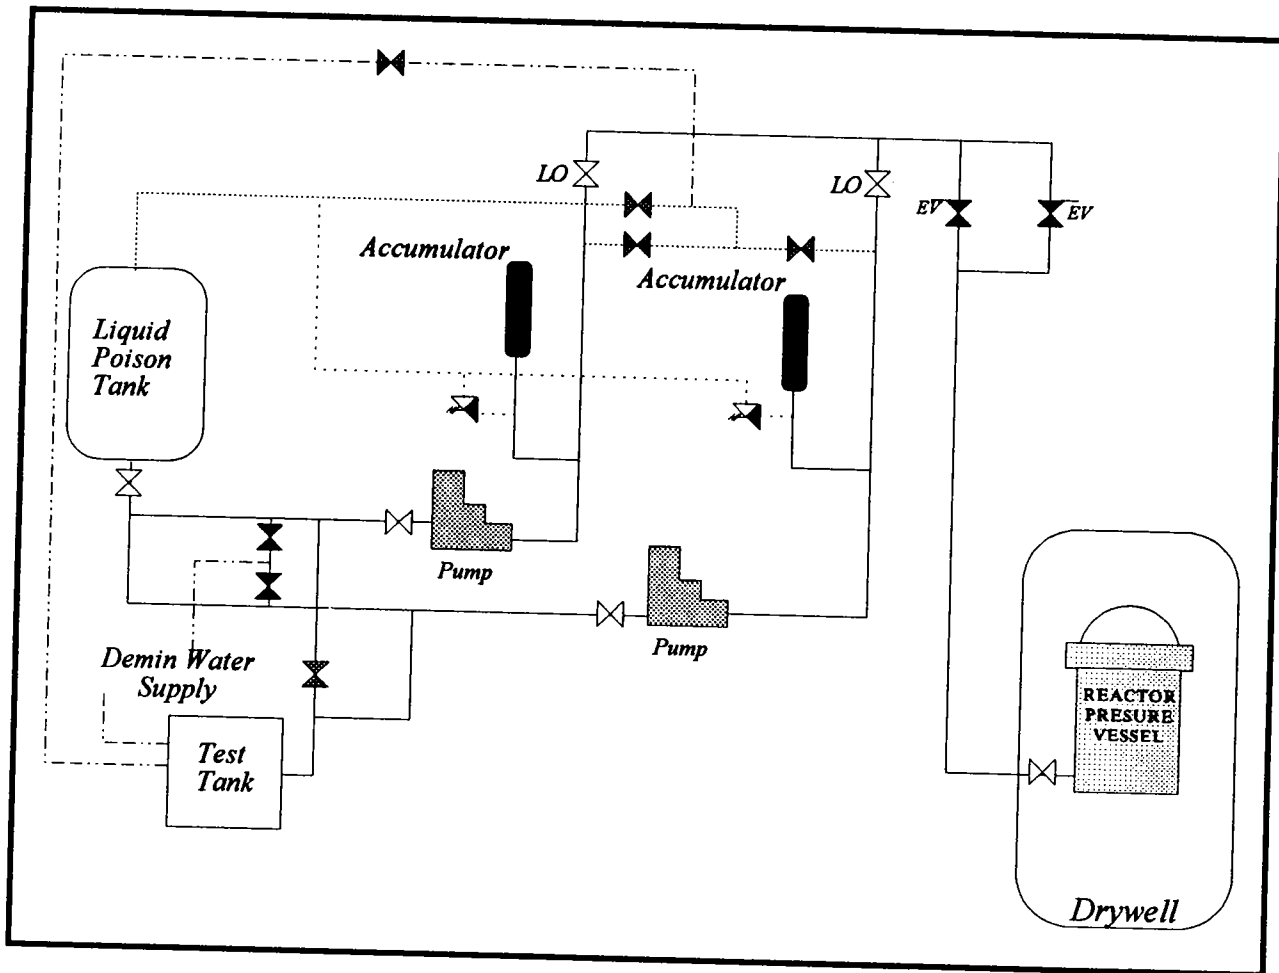 LO
LO
EV
EV
Accumulator
Accumulator
Liquid
Poison
Tank
Pump
Pump
Demin Water
Supply
Test
Tank
REACTOR
PRESURE
VESSEL
Drywell